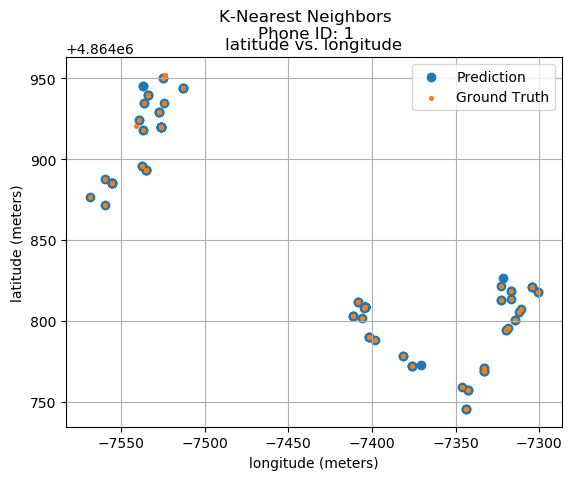 K-Nearest Neighbors
Phone ID: 1
latitude vs. longitude
+4.864e6
Prediction
Ground Truth
950
900
850
800
750
latitude (meters)
−7550
−7500
−7450
−7400
−7350
−7300
longitude (meters)